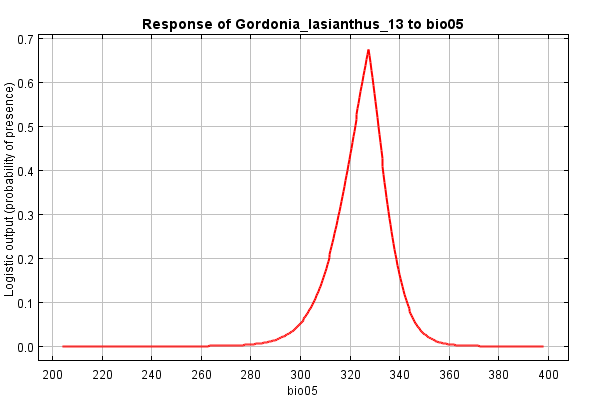 Response of Gordonia_lasianthus_13 to bio05
Logistic output (probability of presence)
0.7
0.6
0.5
0.4
0.3
0.2
0.1
0.0
200 220 240 260 280 300 320 340 360 380 400
bio05